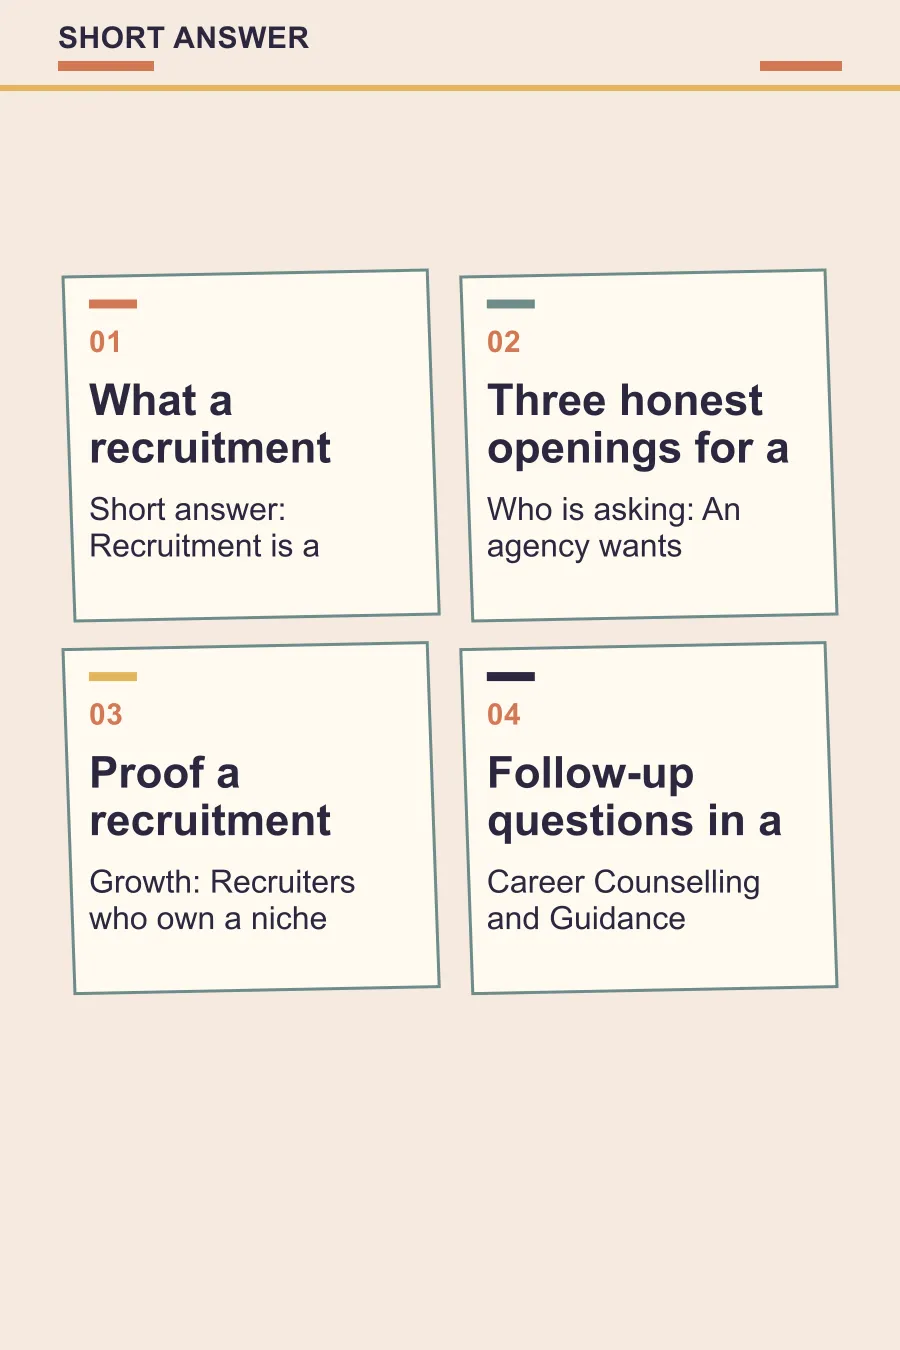 SHORT ANSWER
01
What a
recruitment
Short answer:
Recruitment is a
02
Three honest
openings for a
Who is asking: An
agency wants
03
Proof a
recruitment
Growth: Recruiters
who own a niche
04
Follow-up
questions in a
Career Counselling
and Guidance